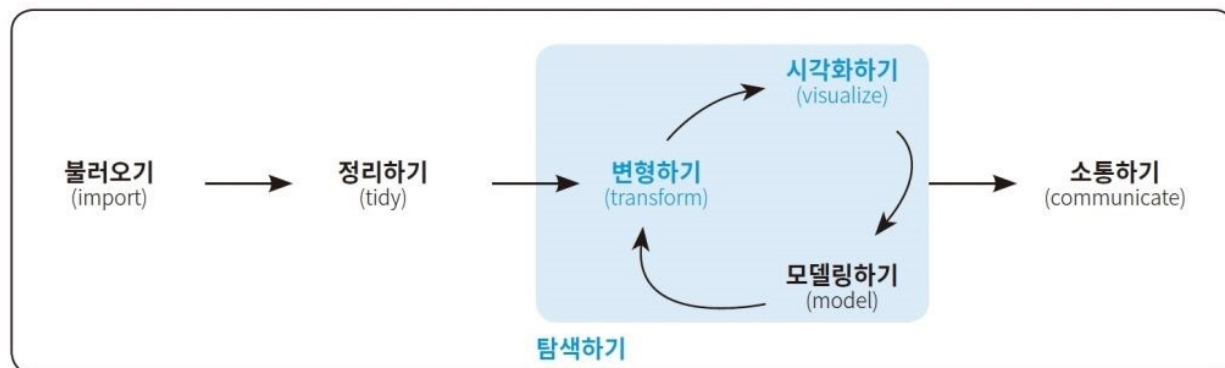 불러오기
(import)
정리하기
(tidy)
변형하기
(transform)
시각화하기
(visualize)
모델링하기
(model)
소통하기
(communicate)
탐색하기